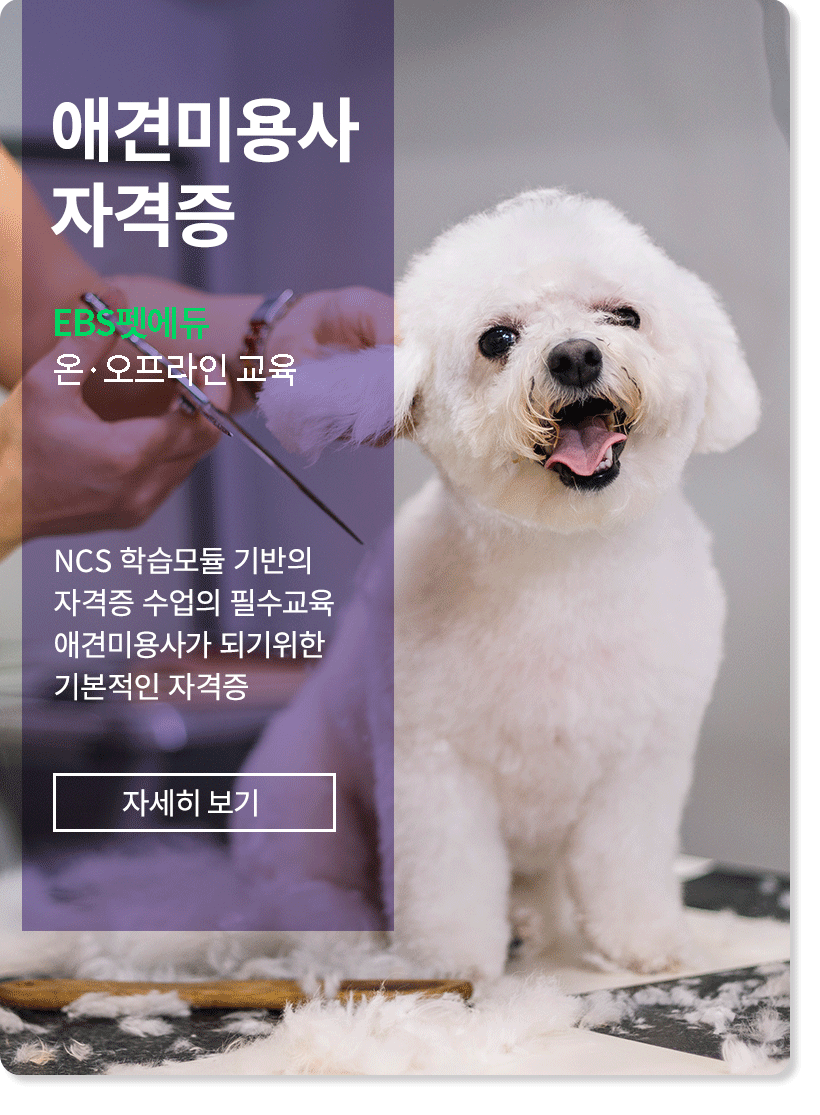 애견미용사
자격증
EBS펫에듀
온·오프라인 교육
NCS 학습모듈 기반의
자격증 수업의 필수교육
애견미용사가 되기위한
기본적인 자격증
자세히 보기